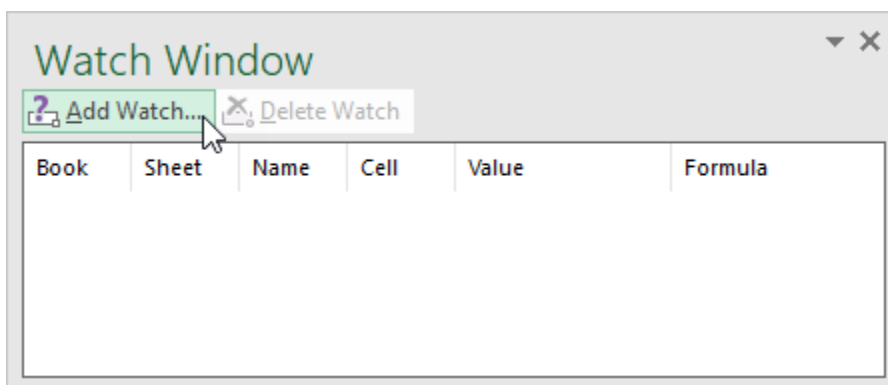 Watch Window
Add Watch... Delete Watch
Book Sheet Name Cell Value Formula